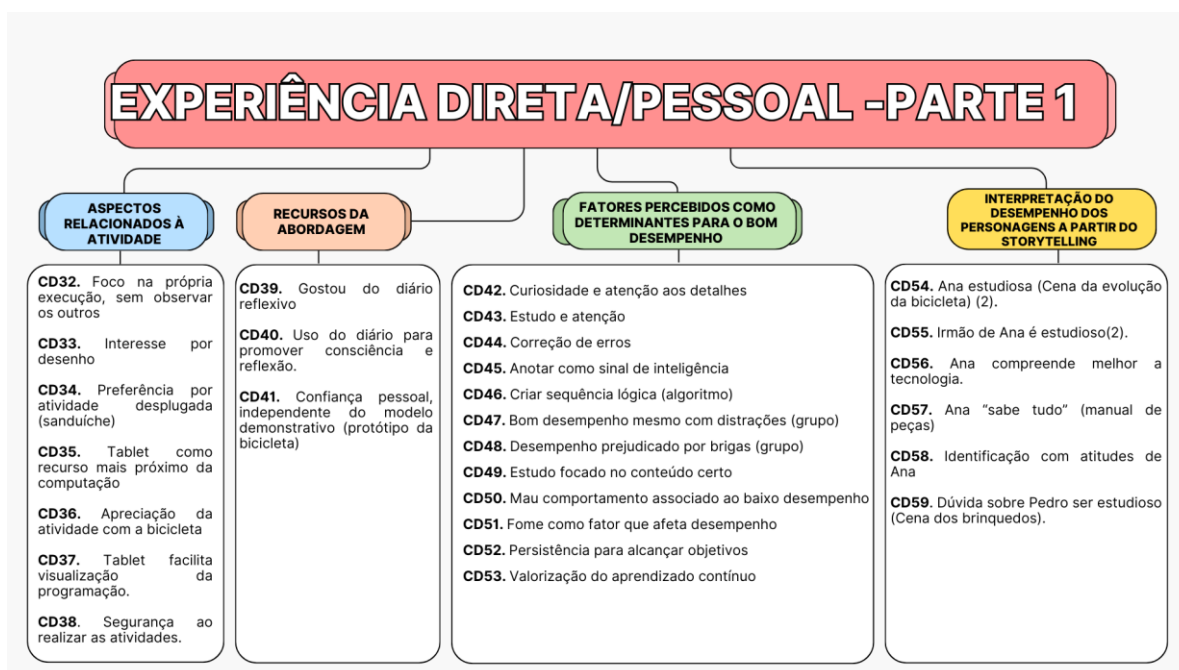 EXPERIÊNCIA DIRETA/PESSOAL -PARTE 1
ASPECTOS
RELACIONADOS À
ATIVIDADE
CD32. Foco na própria
execução, sem observar
os outros
CD33. Interesse por
desenho
CD34. Preferência por
atividade desplugada
(sanduíche)
CD35. Tablet como
recurso mais próximo da
computação
CD36. Apreciação da
atividade com a bicicleta
CD37. Tablet facilita
visualização da
programação.
CD38. Segurança ao
realizar as atividades.
RECURSOS DA
ABORDAGEM
CD39. Gostou do diário
reflexivo
CD40. Uso do diário para
promover consciência e
reflexão.
CD41. Confiança pessoal,
independente do modelo
demonstrativo (protótipo da
bicicleta)
FATORES PERCEBIDOS COMO
DETERMINANTES PARA O BOM
DESEMPENHO
CD42. Curiosidade e atenção aos detalhes
CD43. Estudo e atenção
CD44. Correção de erros
CD45. Anotar como sinal de inteligência
CD46. Criar sequência lógica (algoritmo)
CD47. Bom desempenho mesmo com distrações (grupo)
CD48. Desempenho prejudicado por brigas (grupo)
CD49. Estudo focado no conteúdo certo
CD50. Mau comportamento associado ao baixo desempenho
CD51. Fome como fator que afeta desempenho
CD52. Persistência para alcançar objetivos
CD53. Valorização do aprendizado contínuo
INTERPRETAÇÃO DO
DESEMPENHO DOS
PERSONAGENS A PARTIR DO
STORYTELLING
CD54. Ana estudiosa (Cena da evolução
da bicicleta) (2).
CD55. Irmão de Ana é estudioso(2).
CD56. Ana compreende melhor a
tecnologia.
CD57. Ana “sabe tudo” (manual de
peças)
CD58. Identificação com atitudes de
Ana
CD59. Dúvida sobre Pedro ser estudioso
(Cena dos brinquedos).